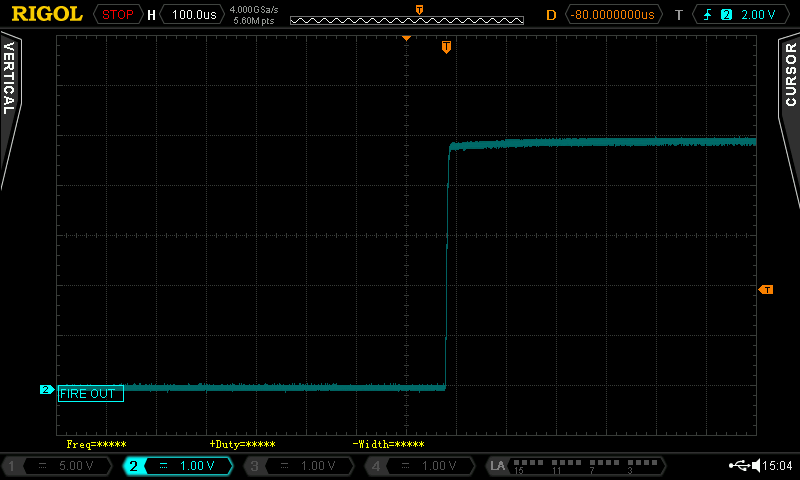 RIGOL STOP H 100.0us 4.000GSa/s 5.60M pts D -80.0000000us T 2 2.00 V
T
T
VERTICAL
CURSOR
T
2
FIRE OUT
Freq=***** +Duty=***** -Width=*****
1 5.00 V 2 1.00 V 3 1.00 V 4 1.00 V LA 15 11 7 3 15:04